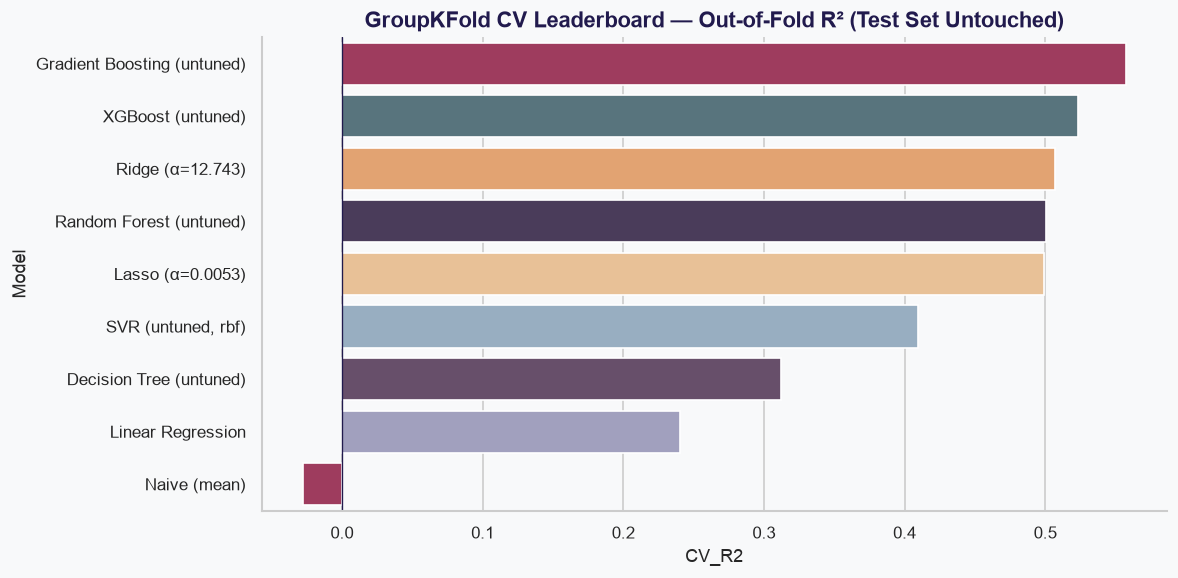 GroupKFold CV Leaderboard — Out-of-Fold R² (Test Set Untouched)
Model
Gradient Boosting (untuned)
XGBoost (untuned)
Ridge (α=12.743)
Random Forest (untuned)
Lasso (α=0.0053)
SVR (untuned, rbf)
Decision Tree (untuned)
Linear Regression
Naive (mean)
0.0 0.1 0.2 0.3 0.4 0.5
CV_R2